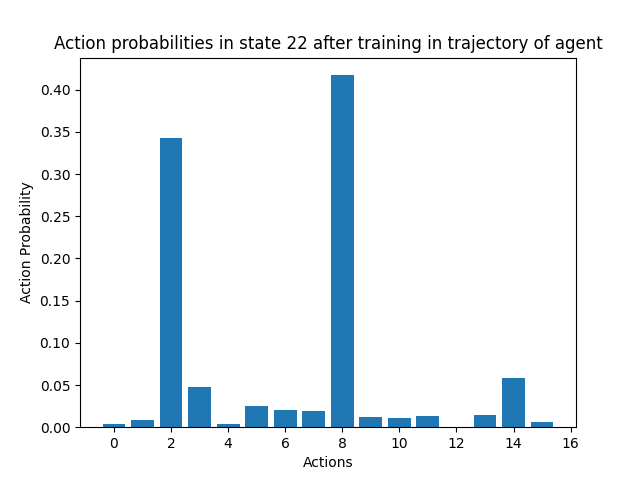 Action probabilities in state 22 after training in trajectory of agent
0.40
0.35
0.30
0.25
0.20
0.15
0.10
0.05
0.00
Action Probability
0 2 4 6 8 10 12 14 16
Actions